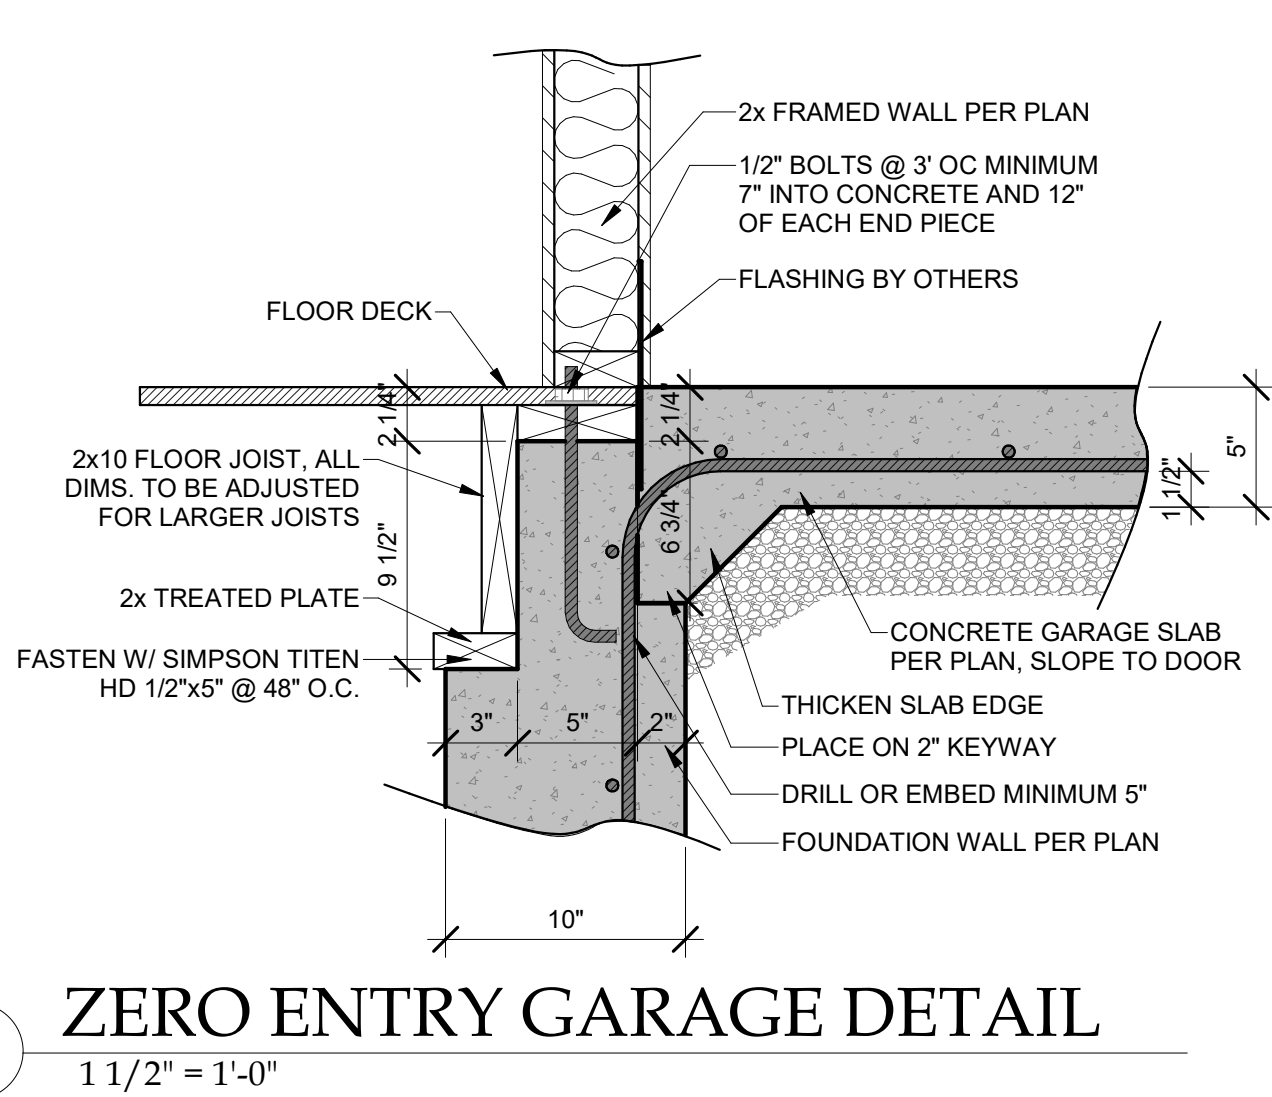 2x FRAMED WALL PER PLAN
1/2" BOLTS @ 3' OC MINIMUM
7" INTO CONCRETE AND 12"
OF EACH END PIECE
FLASHING BY OTHERS
FLOOR DECK
2 1/4"
2 1/4"
5"
1 1/2"
2x10 FLOOR JOIST, ALL
DIMS. TO BE ADJUSTED
FOR LARGER JOISTS
9 1/2"
6 3/4"
2x TREATED PLATE
FASTEN W/ SIMPSON TITEN
HD 1/2"x5" @ 48" O.C.
CONCRETE GARAGE SLAB
PER PLAN, SLOPE TO DOOR
THICKEN SLAB EDGE
3"
5"
2"
PLACE ON 2" KEYWAY
DRILL OR EMBED MINIMUM 5"
FOUNDATION WALL PER PLAN
10"
ZERO ENTRY GARAGE DETAIL
1 1/2" = 1'-0"